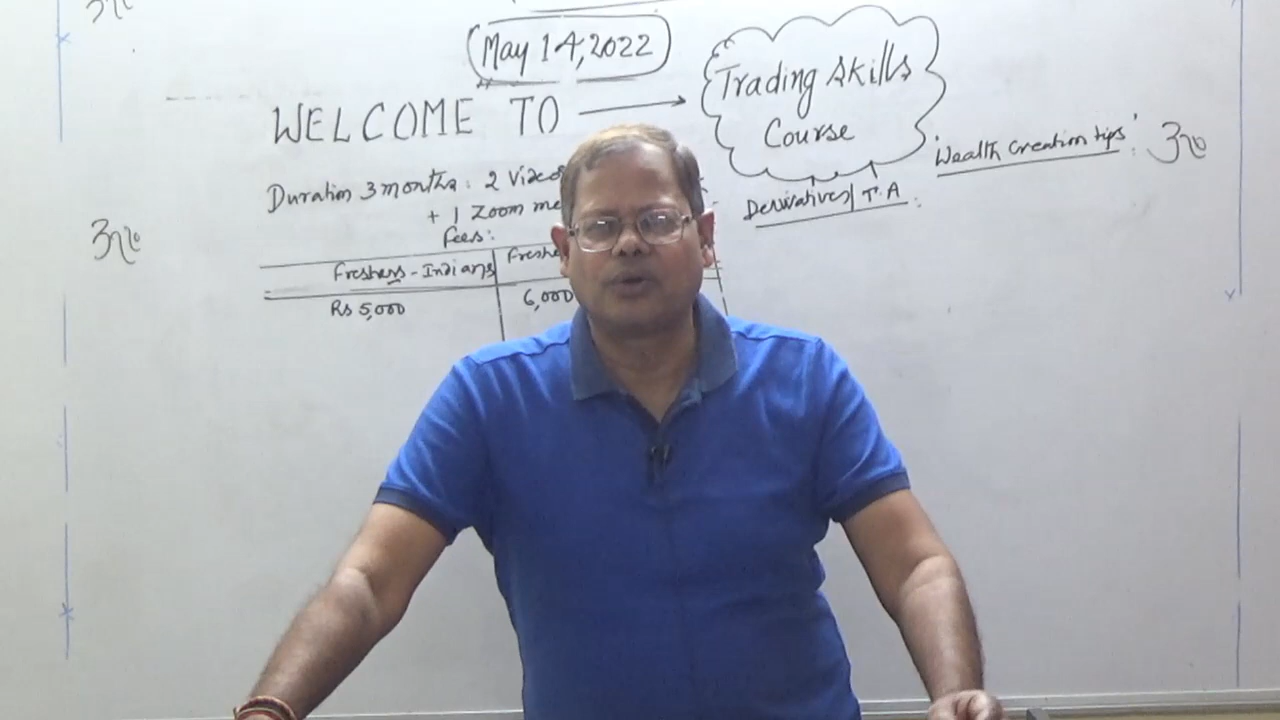 May 14, 2022
WELCOME TO → Trading Skills
Course
'Wealth Creation tips'
Duration 3 months: 2 Video
+ 1 Zoom me
Derivatives/T.A.
Fees:
Freshers - Indians Freshe
Rs 5,000 6,000